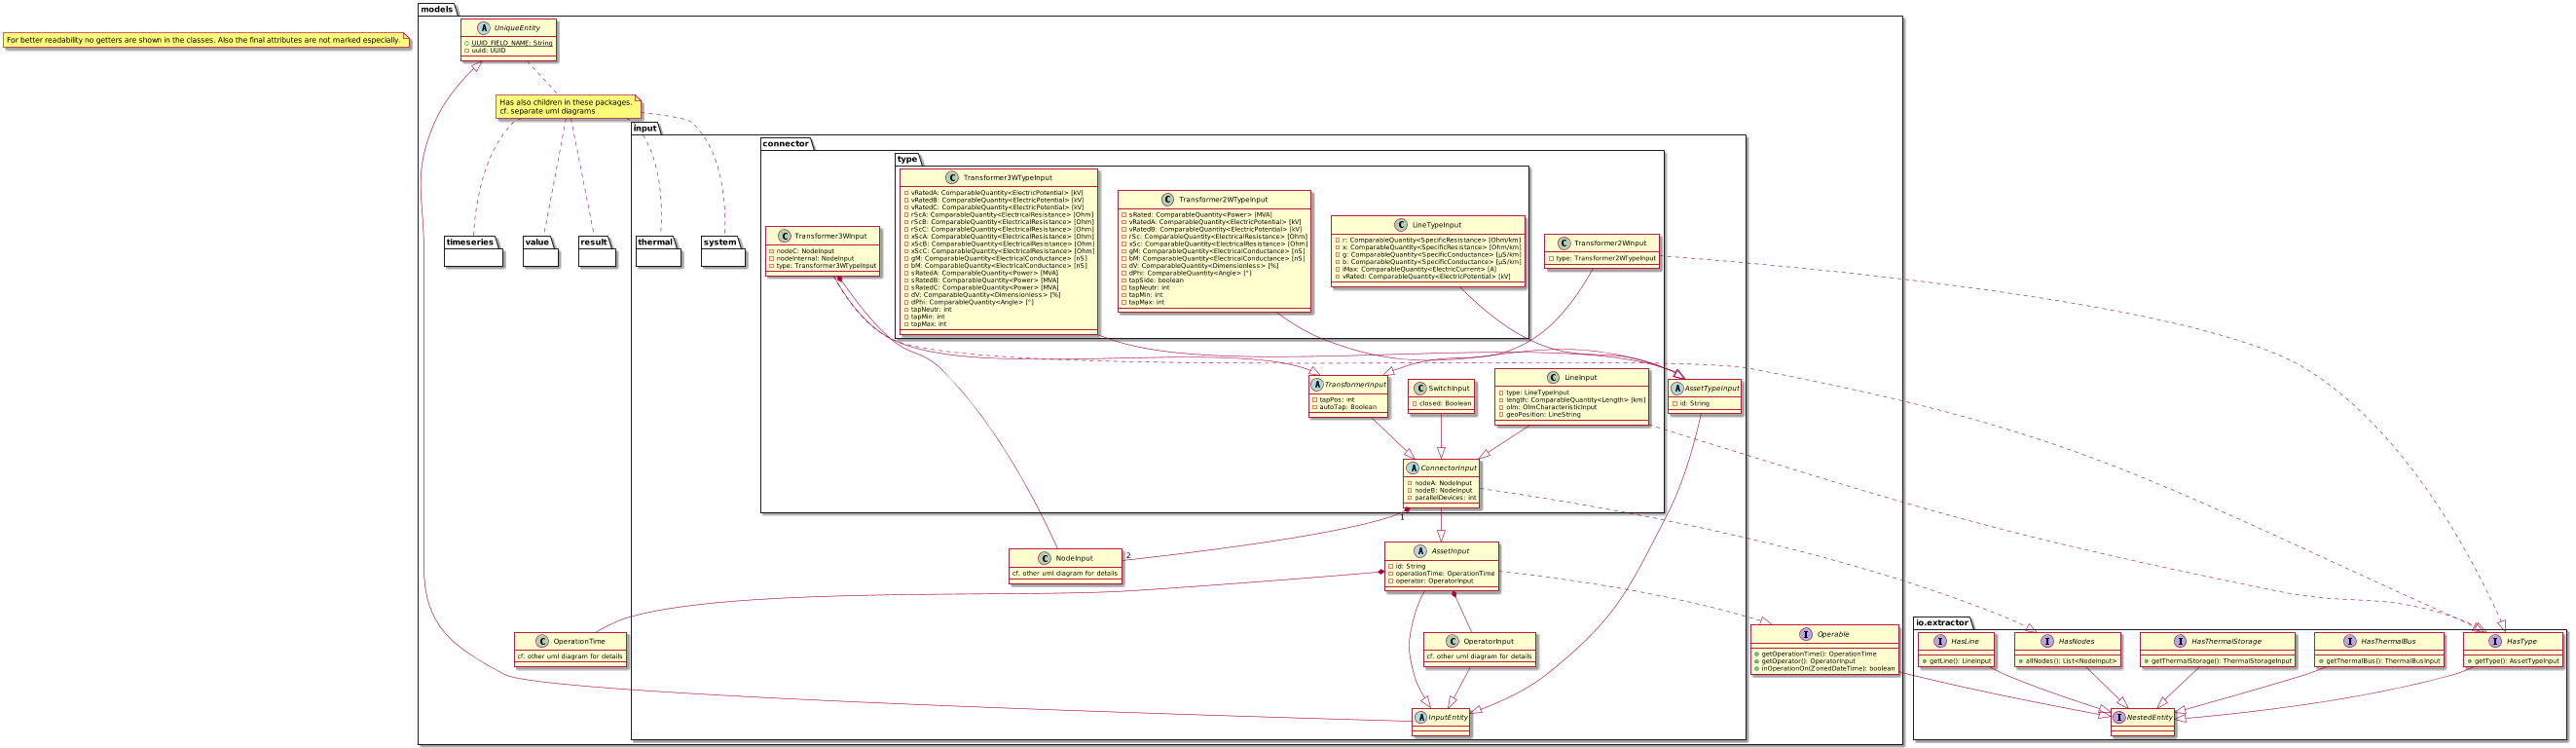 models
For better readability no getters are shown in the classes. Also the final attributes are not marked especially.
A UniqueEntity
UUID_FIELD_NAME: String
uuid: UUID
Has also children in these packages.
cf. separate uml diagrams
timeseries
value
result
input
thermal
system
connector
type
C Transformer3WInput
nodeC: NodeInput
nodeInternal: NodeInput
type: Transformer3WTypeInput
C Transformer3WTypeInput
vRatedA: ComparableQuantity<ElectricPotential> [kV]
vRatedB: ComparableQuantity<ElectricPotential> [kV]
vRatedC: ComparableQuantity<ElectricPotential> [kV]
rScA: ComparableQuantity<ElectricalResistance> [Ohm]
rScB: ComparableQuantity<ElectricalResistance> [Ohm]
rScC: ComparableQuantity<ElectricalResistance> [Ohm]
xScA: ComparableQuantity<ElectricalResistance> [Ohm]
xScB: ComparableQuantity<ElectricalResistance> [Ohm]
xScC: ComparableQuantity<ElectricalResistance> [Ohm]
gM: ComparableQuantity<ElectricalConductance> [nS]
bM: ComparableQuantity<ElectricalConductance> [nS]
sRatedA: ComparableQuantity<Power> [MVA]
sRatedB: ComparableQuantity<Power> [MVA]
sRatedC: ComparableQuantity<Power> [MVA]
dV: ComparableQuantity<Dimensionless> [%]
dPhi: ComparableQuantity<Angle> [°]
tapNeutr: int
tapMin: int
tapMax: int
C Transformer2WTypeInput
sRated: ComparableQuantity<Power> [MVA]
vRatedA: ComparableQuantity<ElectricPotential> [kV]
vRatedB: ComparableQuantity<ElectricPotential> [kV]
rSc: ComparableQuantity<ElectricalResistance> [Ohm]
xSc: ComparableQuantity<ElectricalResistance> [Ohm]
gM: ComparableQuantity<ElectricalConductance> [nS]
bM: ComparableQuantity<ElectricalConductance> [nS]
dV: ComparableQuantity<Dimensionless> [%]
dPhi: ComparableQuantity<Angle> [°]
tapSide: boolean
tapNeutr: int
tapMin: int
tapMax: int
C LineTypeInput
r: ComparableQuantity<SpecificResistance> [Ohm/km]
x: ComparableQuantity<SpecificResistance> [Ohm/km]
g: ComparableQuantity<SpecificConductance> [µS/km]
b: ComparableQuantity<SpecificConductance> [µS/km]
iMax: ComparableQuantity<ElectricCurrent> [A]
vRated: ComparableQuantity<ElectricPotential> [kV]
C Transformer2WInput
type: Transformer2WTypeInput
A TransformerInput
tapPos: int
autoTap: Boolean
C SwitchInput
closed: Boolean
C LineInput
type: LineTypeInput
length: ComparableQuantity<Length> [km]
olm: OlmCharacteristicInput
geoPosition: LineString
A AssetTypeInput
id: String
A ConnectorInput
nodeA: NodeInput
nodeB: NodeInput
parallelDevices: int
1
2
C NodeInput
cf. other uml diagram for details
A AssetInput
id: String
operationTime: OperationTime
operator: OperatorInput
C OperationTime
cf. other uml diagram for details
C OperatorInput
cf. other uml diagram for details
I Operable
getOperationTime(): OperationTime
getOperator(): OperatorInput
inOperationOn(ZonedDateTime): boolean
A InputEntity
io.extractor
I HasLine
getLine(): LineInput
I HasNodes
allNodes(): List<NodeInput>
I HasThermalStorage
getThermalStorage(): ThermalStorageInput
I HasThermalBus
getThermalBus(): ThermalBusInput
I HasType
getType(): AssetTypeInput
I NestedEntity